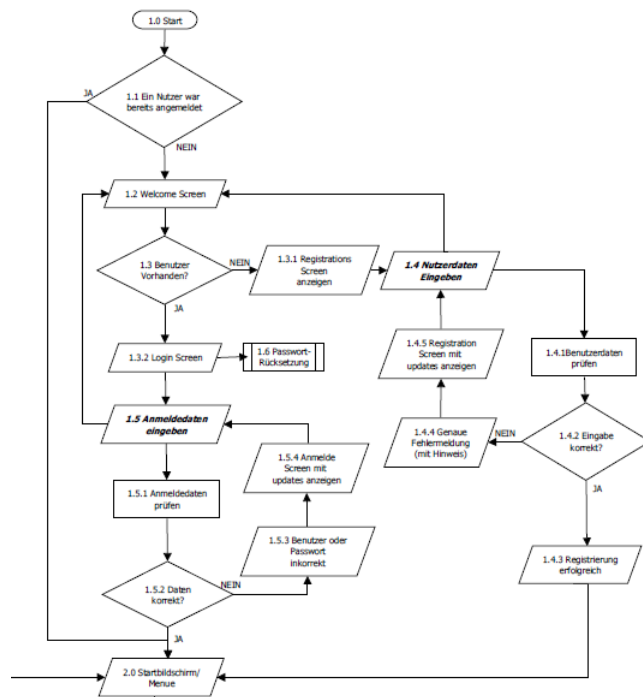 1.0 Start
JA
1.1 Ein Nutzer war
bereits angemeldet
NEIN
1.2 Welcome Screen
1.3 Benutzer
Vorhanden?
NEIN
1.3.1 Registrations
Screen
anzeigen
1.4 Nutzerdaten
Eingeben
JA
1.3.2 Login Screen
1.6 Passwort-
Rücksetzung
1.4.5 Registration
Screen mit
updates anzeigen
1.4.1Benutzerdaten
prüfen
1.5 Anmeldedaten
eingeben
1.4.4 Genaue
Fehlermeldung
(mit Hinweis)
NEIN
1.4.2 Eingabe
korrekt?
1.5.4 Anmelde
Screen mit
updates anzeigen
JA
1.5.1 Anmeldedaten
prüfen
1.5.3 Benutzer oder
Passwort
inkorrekt
1.4.3 Registrierung
erfolgreich
1.5.2 Daten
korrekt?
NEIN
JA
2.0 Startbildschirm/
Menue